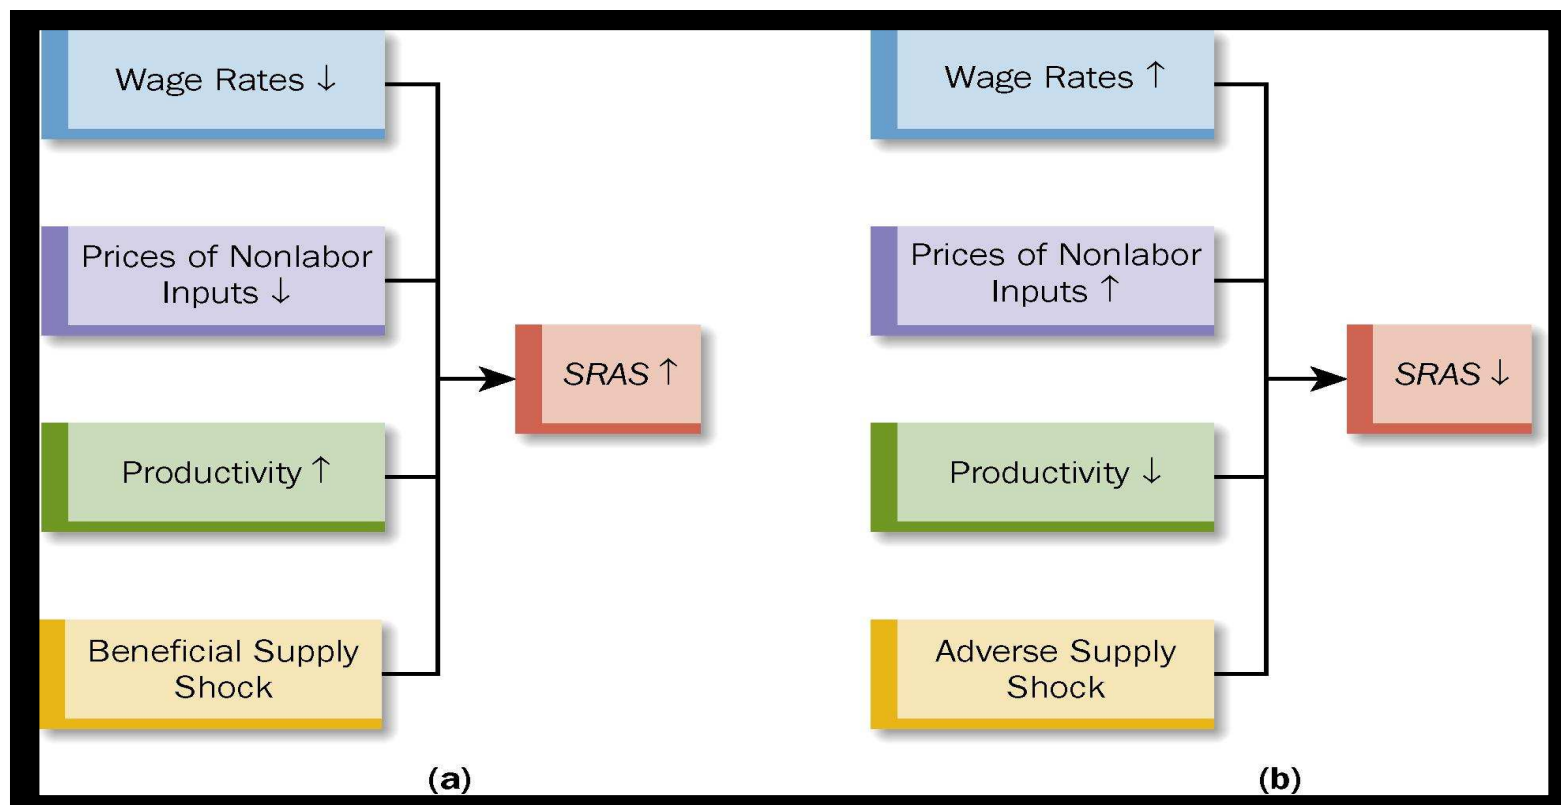 Wage Rates ↓
Prices of Nonlabor
Inputs ↓
Productivity ↑
Beneficial Supply
Shock
SRAS ↑
(a)
Wage Rates ↑
Prices of Nonlabor
Inputs ↑
Productivity ↓
Adverse Supply
Shock
SRAS ↓
(b)